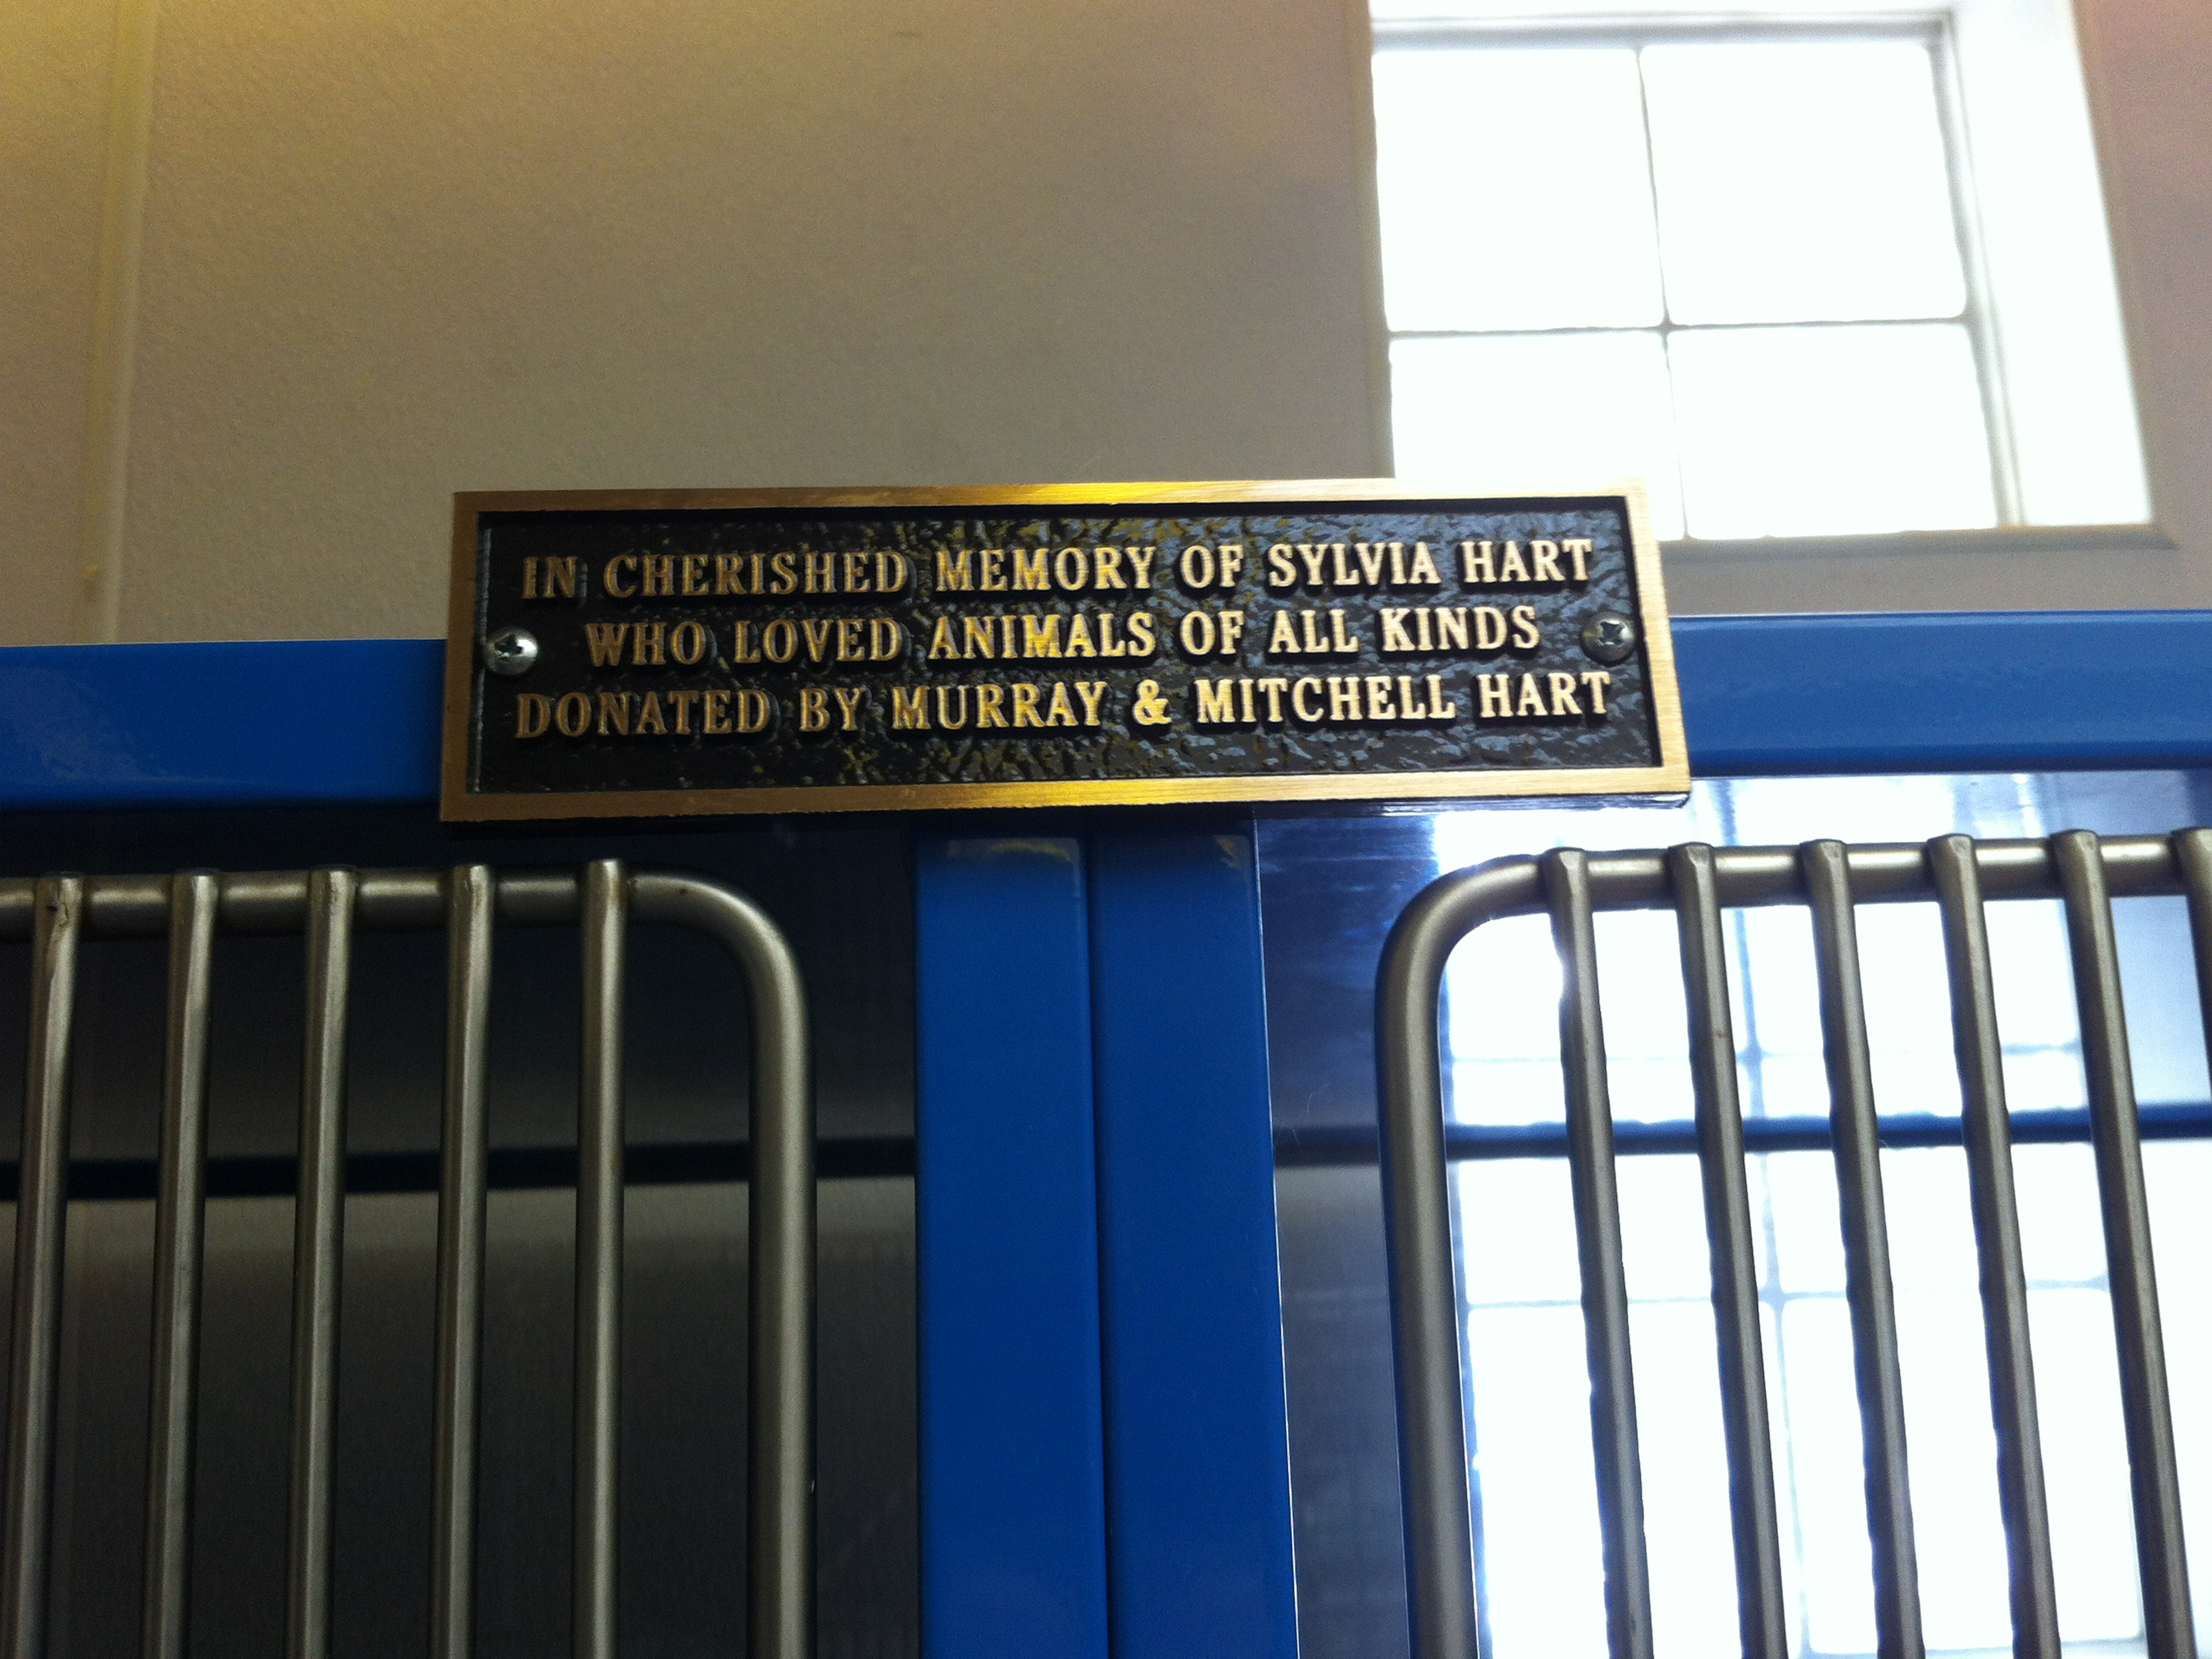 IN CHERISHED MEMORY OF SYLVIA HART
WHO LOVED ANIMALS OF ALL KINDS
DONATED BY MURRAY & MITCHELL HART